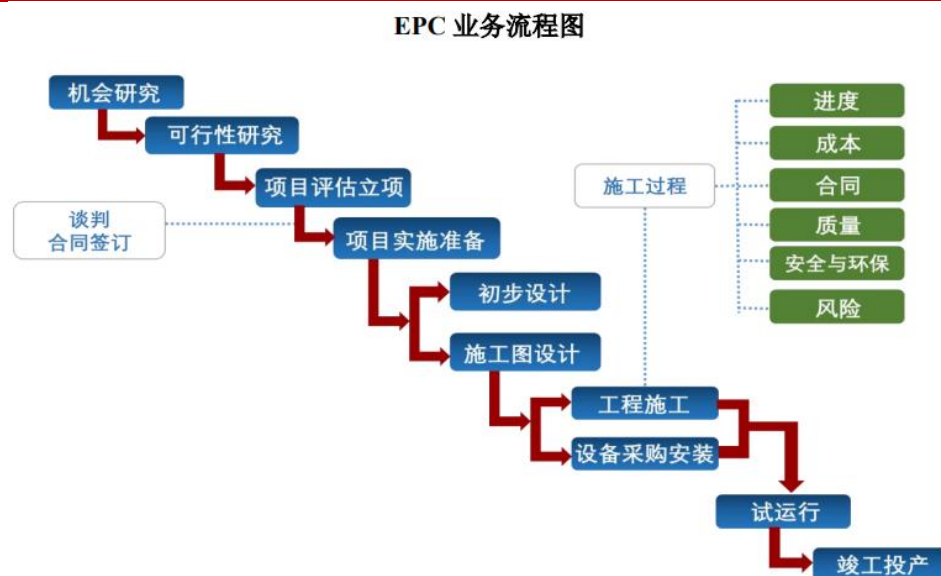 EPC 业务流程图
机会研究
可行性研究
项目评估立项
谈判
合同签订
项目实施准备
初步设计
施工图设计
施工过程
进度
成本
合同
质量
安全与环保
风险
工程施工
设备采购安装
试运行
竣工投产